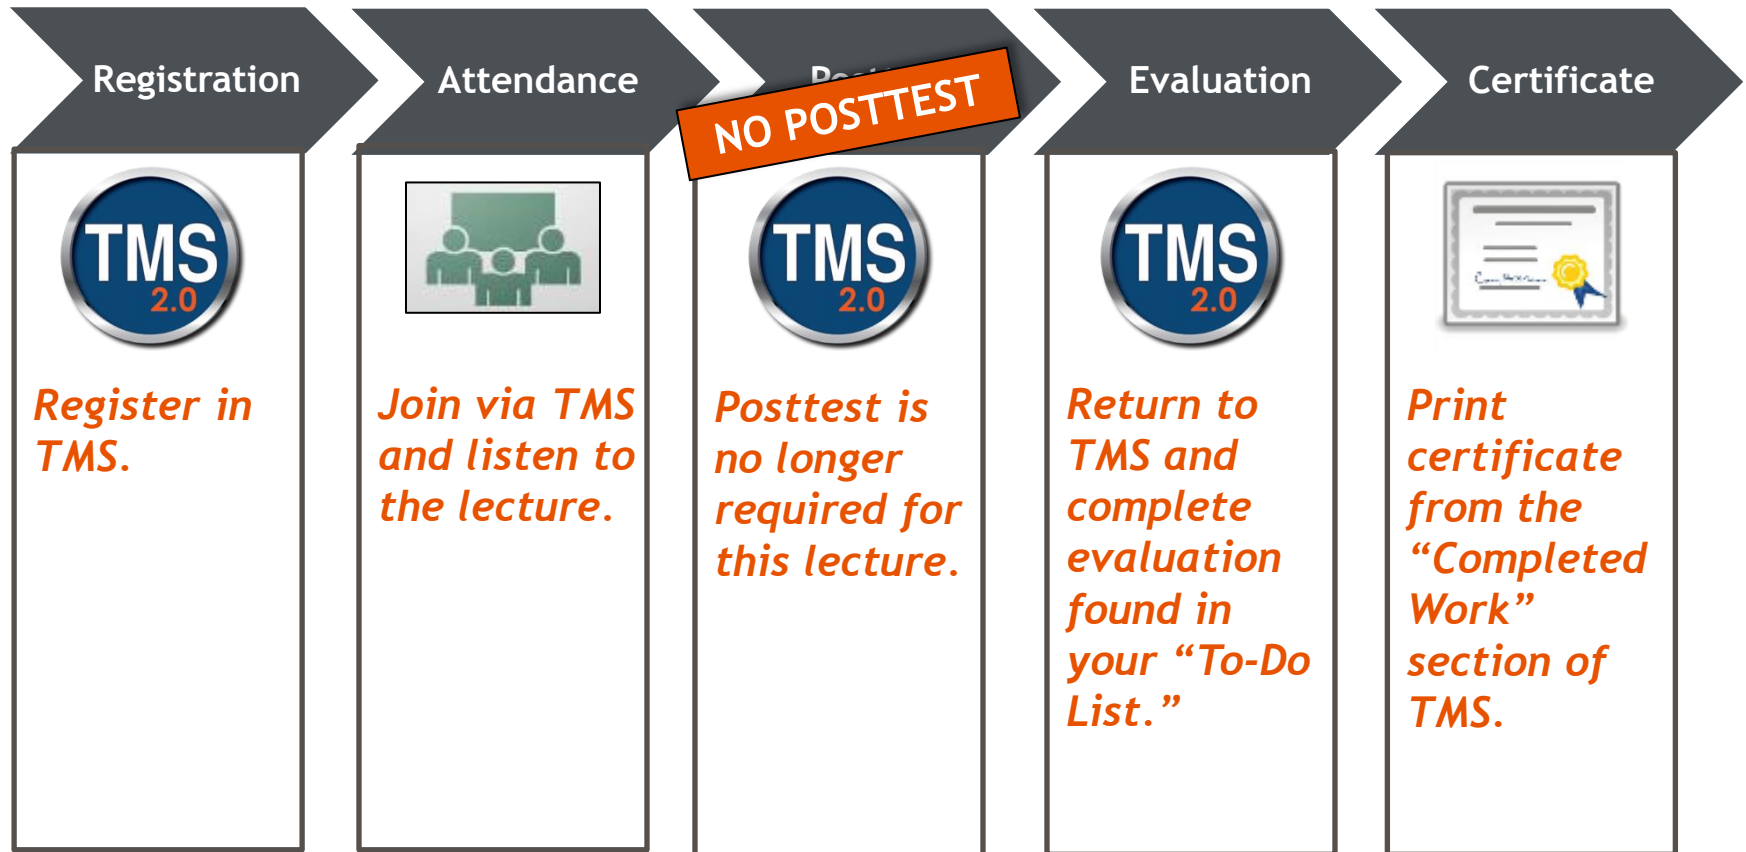 Registration
Register in
TMS.
TMS
2.0
Attendance
Join via TMS
and listen to
the lecture.
NO POSTTEST
TMS
2.0
Posttest is
no longer
required for
this lecture.
Evaluation
TMS
2.0
Return to
TMS and
complete
evaluation
found in
your “To-Do
List.”
Certificate
Print
certificate
from the
“Completed
Work”
section of
TMS.